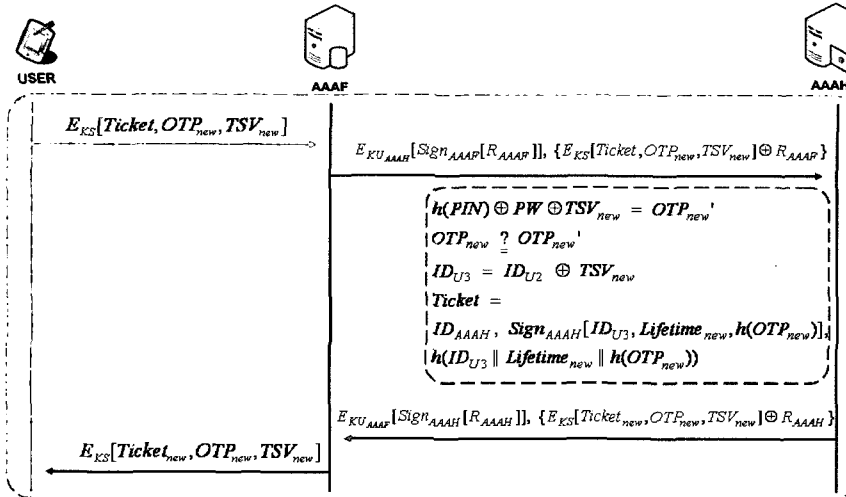 USER
AAAF
AAAH
E_KS[Ticket, OTP_new, TSV_new]
E_KU_AAAH[Sign_AAAF[R_AAAF]], {E_KS[Ticket, OTP_new, TSV_new] ⊕ R_AAAF}
h(PIN) ⊕ PW ⊕ TSV_new = OTP_new'
OTP_new ?= OTP_new'
ID_U3 = ID_U2 ⊕ TSV_new
Ticket =
ID_AAAH, Sign_AAAH[ID_U3, Lifetime_new, h(OTP_new)],
h(ID_U3 ∥ Lifetime_new ∥ h(OTP_new))
E_KU_AAAF[Sign_AAAH[R_AAAH]], {E_KS[Ticket_new, OTP_new, TSV_new] ⊕ R_AAAH}
E_KS[Ticket_new, OTP_new, TSV_new]